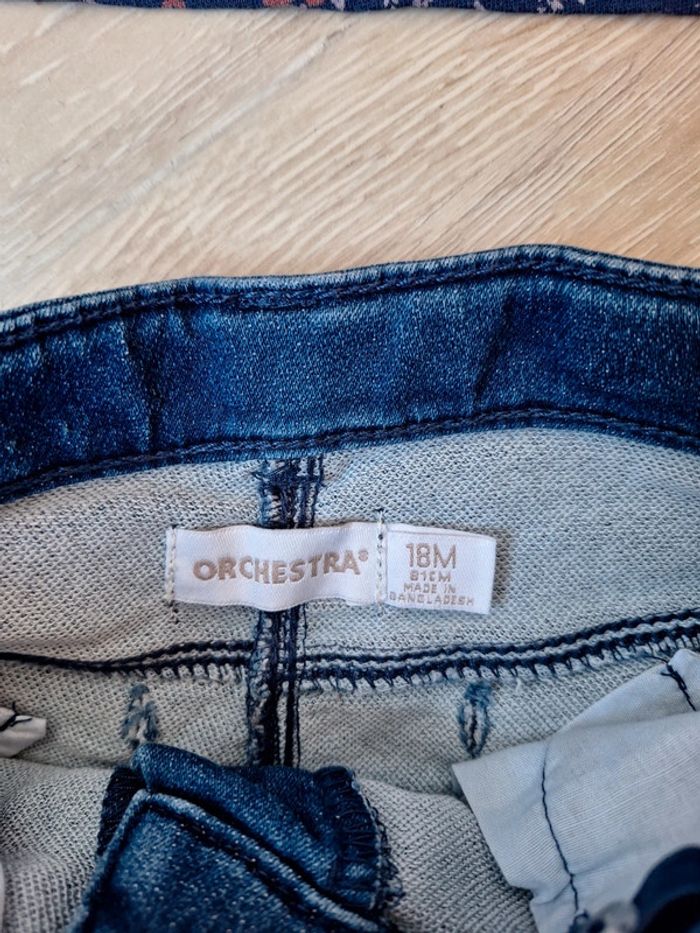 ORCHESTRA®
18M
81CM
MADE IN
BANGLADESH